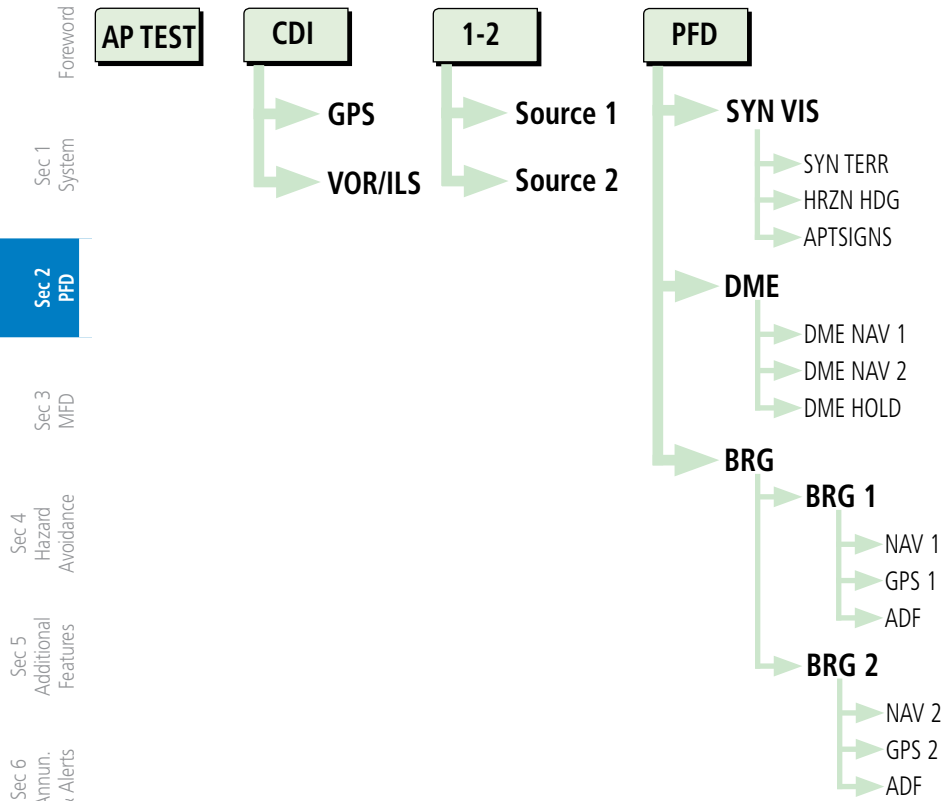 Foreword
Sec 1
System
Sec 2
PFD
Sec 3
MFD
Sec 4
Hazard
Avoidance
Sec 5
Additional
Features
Sec 6
Annun.
& Alerts
AP TEST
CDI
GPS
VOR/ILS
1-2
Source 1
Source 2
PFD
SYN VIS
SYN TERR
HRZN HDG
APTSIGNS
DME
DME NAV 1
DME NAV 2
DME HOLD
BRG
BRG 1
NAV 1
GPS 1
ADF
BRG 2
NAV 2
GPS 2
ADF